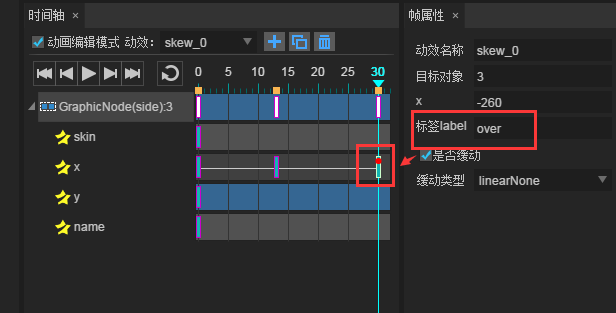 时间轴 ×
动画编辑模式 动效: skew_0
0 5 10 15 20 25 30
GraphicNode(side):3
skin
x
y
name
帧属性 ×
动效名称 skew_0
目标对象 3
x -260
标签label over
是否缓动
缓动类型 linearNone